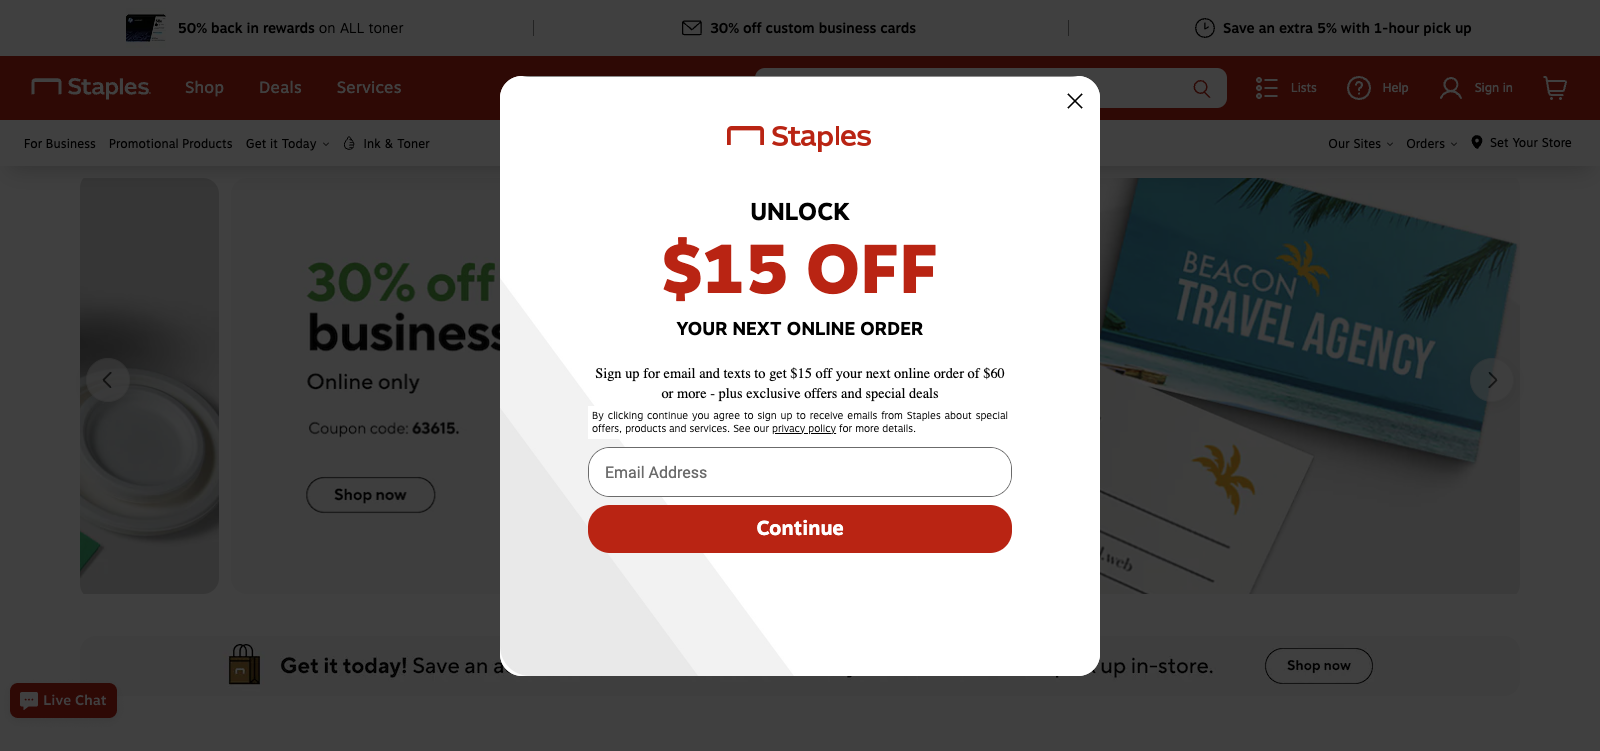 50% back in rewards on ALL toner
30% off custom business cards
Save an extra 5% with 1-hour pick up
Staples
Shop
Deals
Services
Lists
Help
Sign in
For Business
Promotional Products
Get it Today
Ink & Toner
Our Sites
Orders
Set Your Store
Staples
UNLOCK
$15 OFF
YOUR NEXT ONLINE ORDER
Sign up for email and texts to get $15 off your next online order of $60
or more - plus exclusive offers and special deals
By clicking continue you agree to sign up to receive emails from Staples about special
offers, products and services. See our privacy policy for more details.
Email Address
Continue
30% off
business
Online only
Coupon code: 63615.
Shop now
BEACON
TRAVEL AGENCY
l.web
Get it today! Save an
up in-store.
Shop now
Live Chat